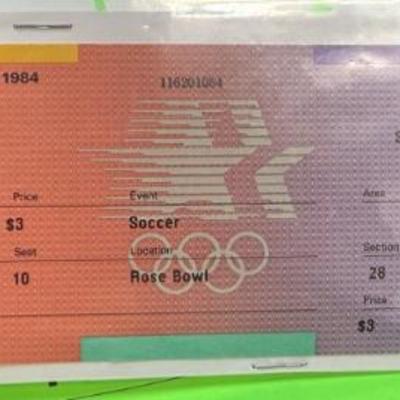 1984
116201084
Price Event Area
$3 Soccer
Seat Location Section
10 Rose Bowl 28
Price
$3